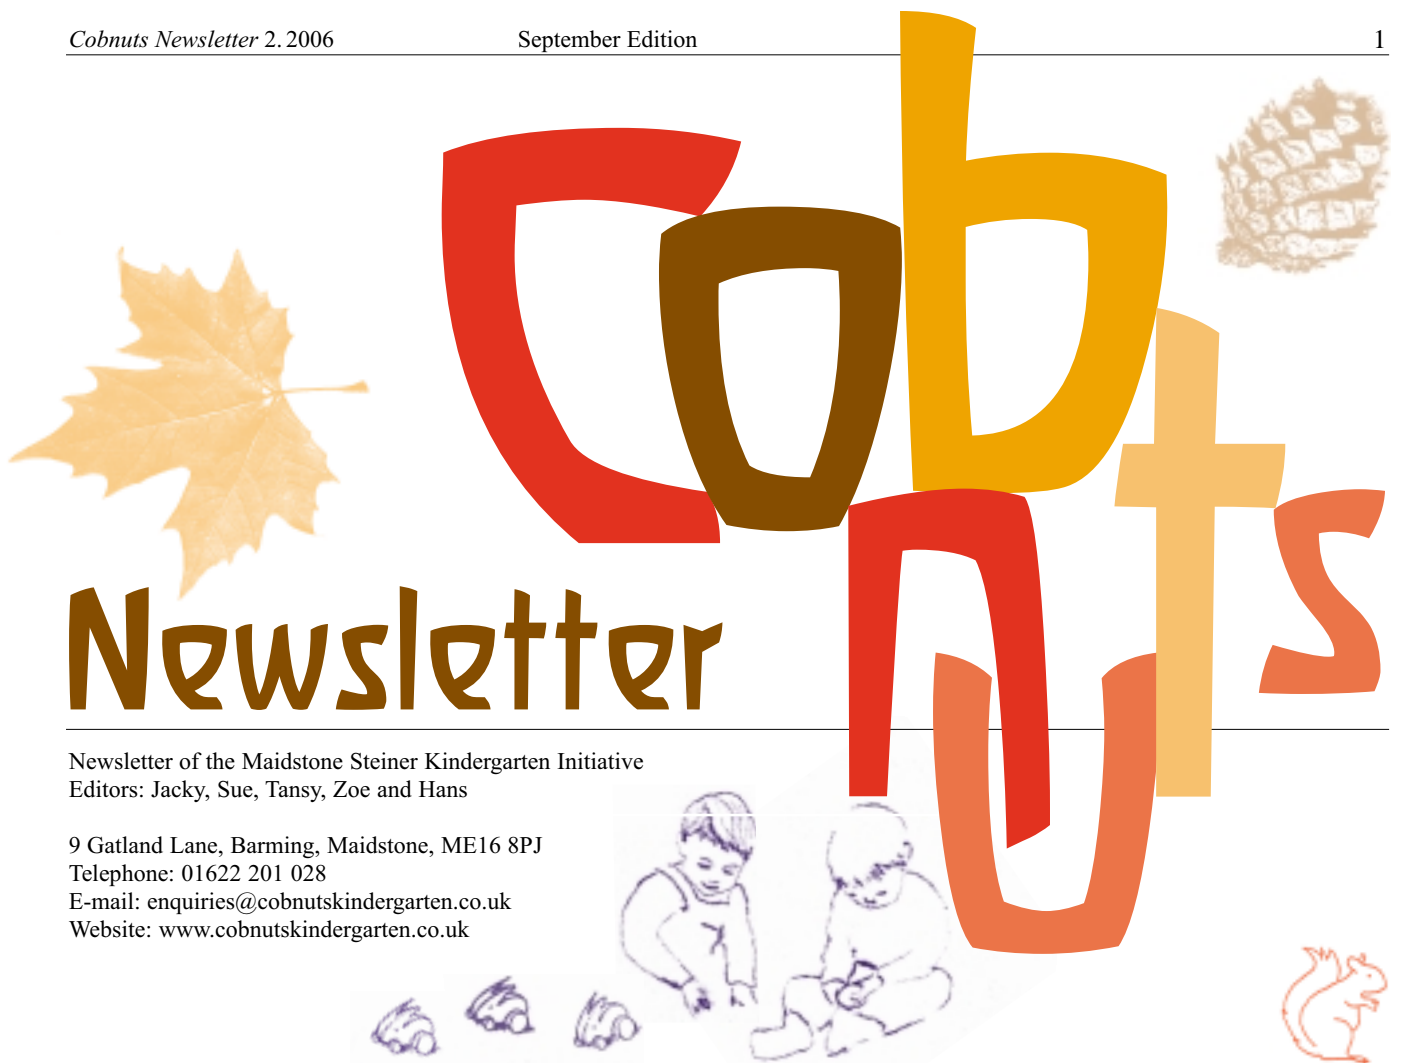 Cobnuts Newsletter 2. 2006 September Edition 1
Cobnuts
Newsletter
Newsletter of the Maidstone Steiner Kindergarten Initiative
Editors: Jacky, Sue, Tansy, Zoe and Hans
9 Gatland Lane, Barming, Maidstone, ME16 8PJ
Telephone: 01622 201 028
E-mail: enquiries@cobnutskindergarten.co.uk
Website: www.cobnutskindergarten.co.uk